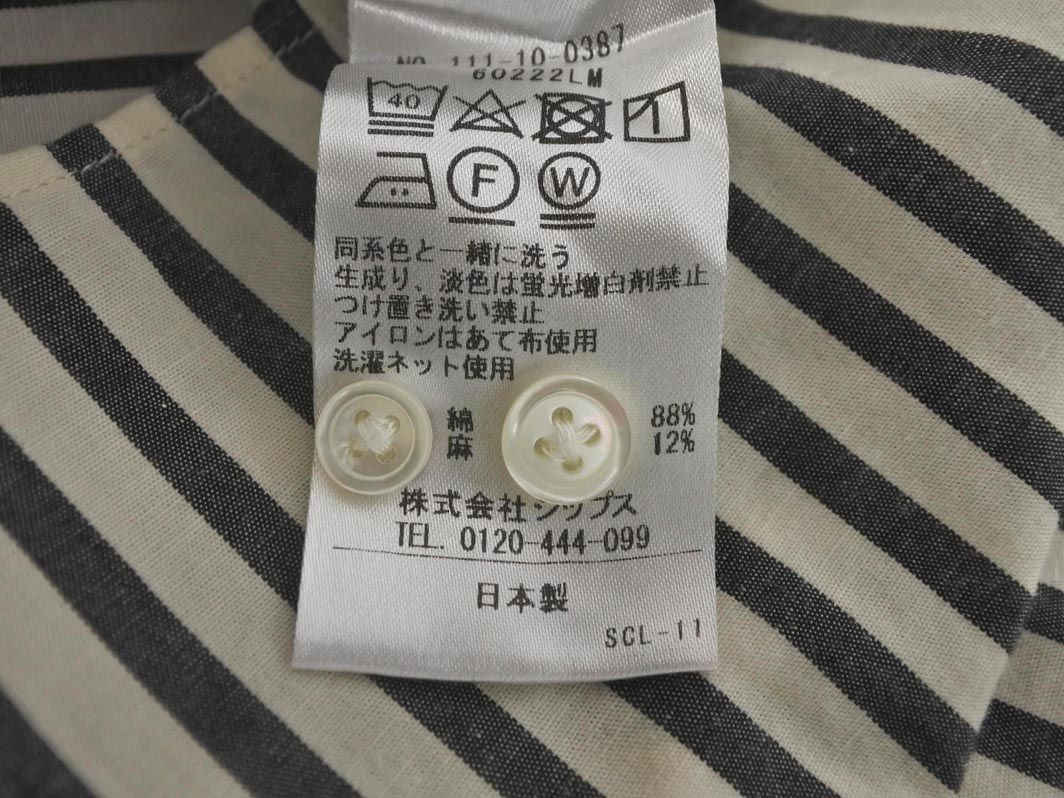 NO. 111-10-0387
60222LM
40
F W
同系色と一緒に洗う
生成り、淡色は蛍光増白剤禁止
つけ置き洗い禁止
アイロンはあて布使用
洗濯ネット使用
綿 88%
麻 12%
株式会社シップス
TEL. 0120-444-099
日本製
SCL-11